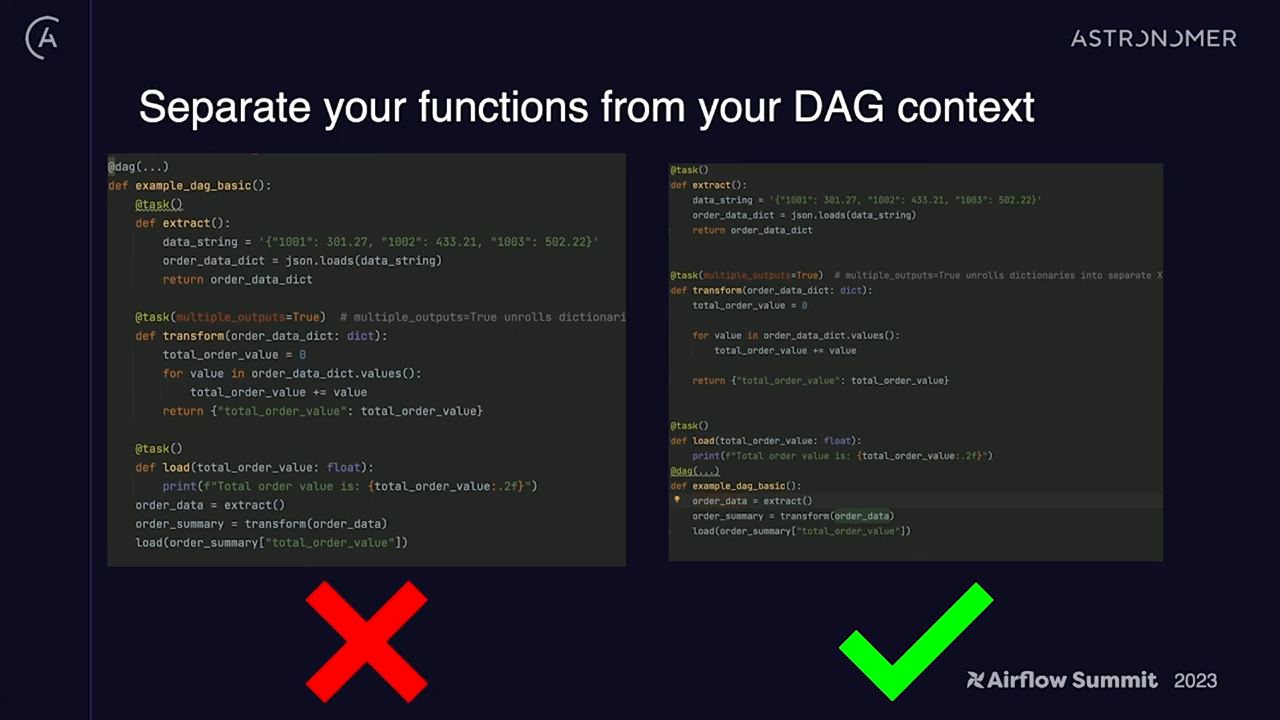 ASTRONOMER
Separate your functions from your DAG context
@dag(...)
def example_dag_basic():
@task()
def extract():
data_string = '{"1001": 301.27, "1002": 433.21, "1003": 502.22}'
order_data_dict = json.loads(data_string)
return order_data_dict
@task(multiple_outputs=True)  # multiple_outputs=True unrolls dictionari
def transform(order_data_dict: dict):
total_order_value = 0
for value in order_data_dict.values():
total_order_value += value
return {"total_order_value": total_order_value}
@task()
def load(total_order_value: float):
print(f"Total order value is: {total_order_value:.2f}")
order_data = extract()
order_summary = transform(order_data)
load(order_summary["total_order_value"])
@task()
def extract():
data_string = '{"1001": 301.27, "1002": 433.21, "1003": 502.22}'
order_data_dict = json.loads(data_string)
return order_data_dict
@task(multiple_outputs=True)  # multiple_outputs=True unrolls dictionaries into separate X
def transform(order_data_dict: dict):
total_order_value = 0
for value in order_data_dict.values():
total_order_value += value
return {"total_order_value": total_order_value}
@task()
def load(total_order_value: float):
print(f"Total order value is: {total_order_value:.2f}")
@dag(...)
def example_dag_basic():
order_data = extract()
order_summary = transform(order_data)
load(order_summary["total_order_value"])
Airflow Summit 2023